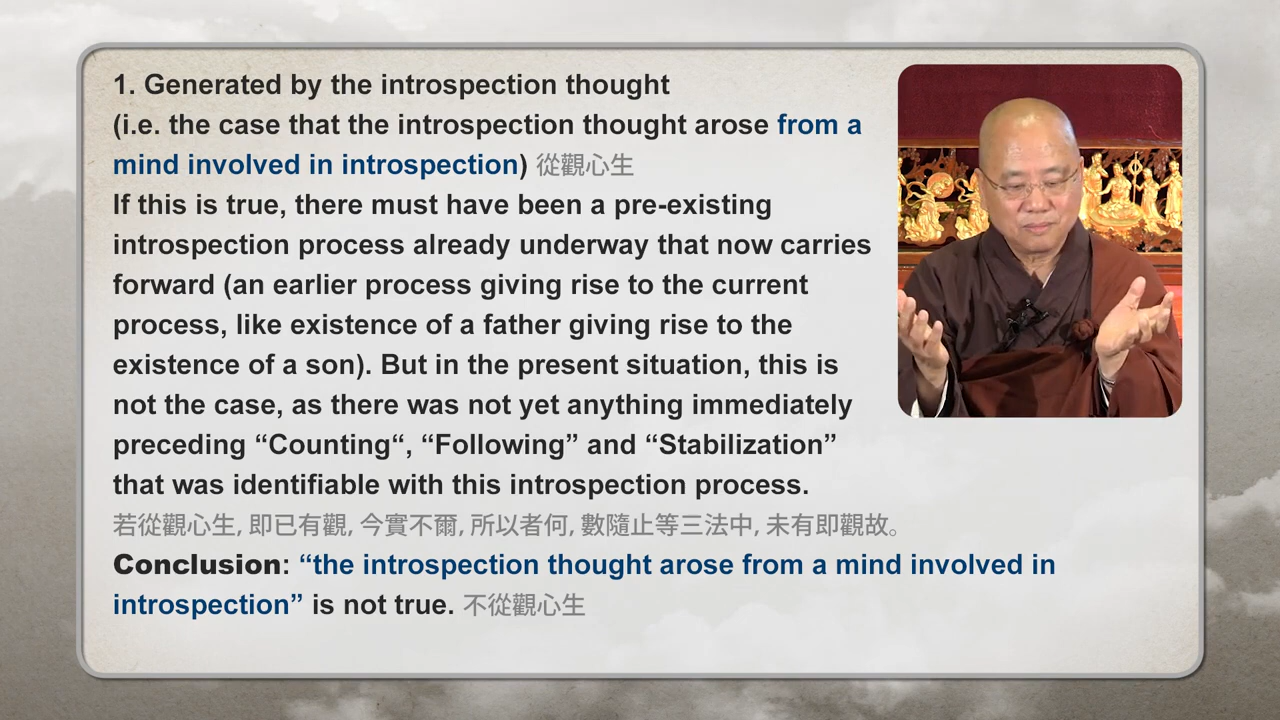 1. Generated by the introspection thought
(i.e. the case that the introspection thought arose from a
mind involved in introspection) 從觀心生
If this is true, there must have been a pre-existing
introspection process already underway that now carries
forward (an earlier process giving rise to the current
process, like existence of a father giving rise to the
existence of a son). But in the present situation, this is
not the case, as there was not yet anything immediately
preceding “Counting“, “Following” and “Stabilization”
that was identifiable with this introspection process.
若從觀心生, 即已有觀, 今實不爾, 所以者何, 數隨止等三法中, 未有即觀故。
Conclusion: “the introspection thought arose from a mind involved in
introspection” is not true. 不從觀心生